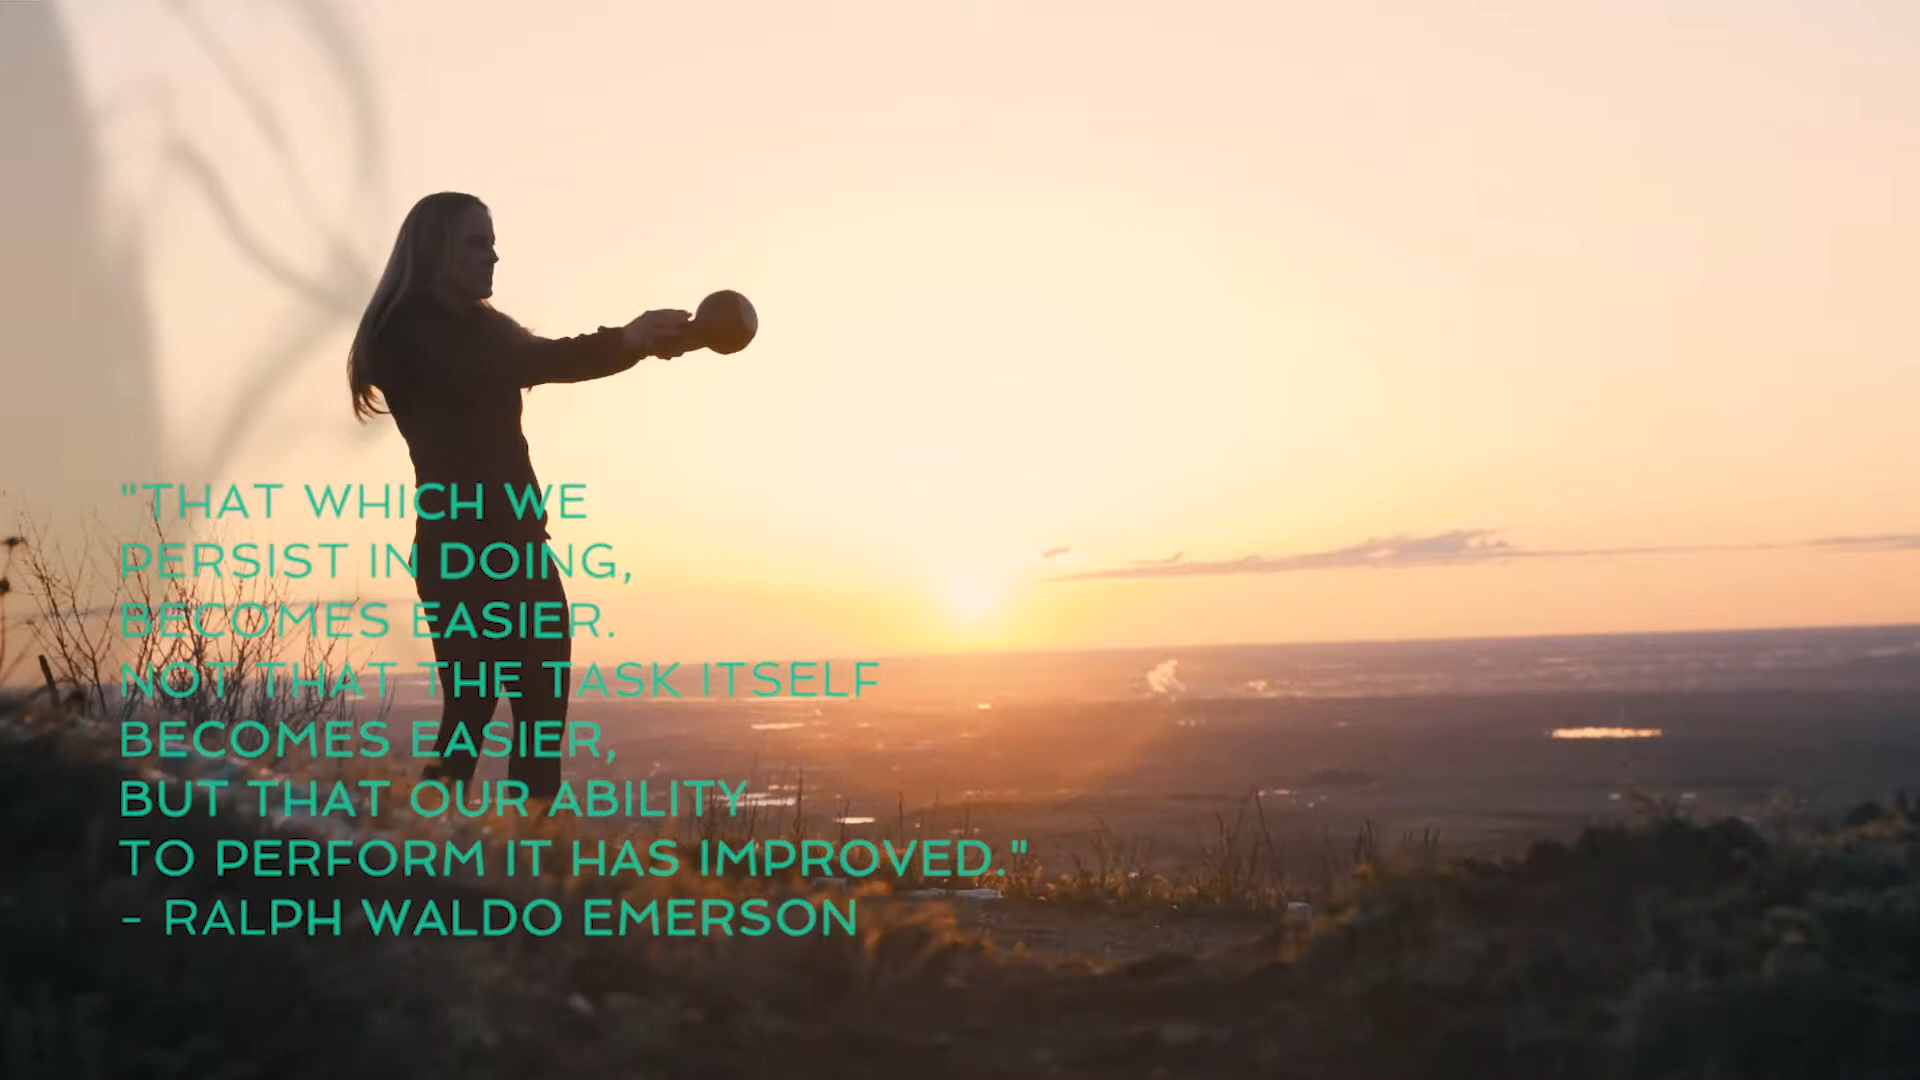 "THAT WHICH WE
PERSIST IN DOING,
BECOMES EASIER.
NOT THAT THE TASK ITSELF
BECOMES EASIER,
BUT THAT OUR ABILITY
TO PERFORM IT HAS IMPROVED."
- RALPH WALDO EMERSON